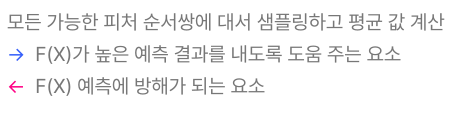 모든 가능한 피처 순서쌍에 대서 샘플링하고 평균 값 계산
→ F(X)가 높은 예측 결과를 내도록 도움 주는 요소
← F(X) 예측에 방해가 되는 요소